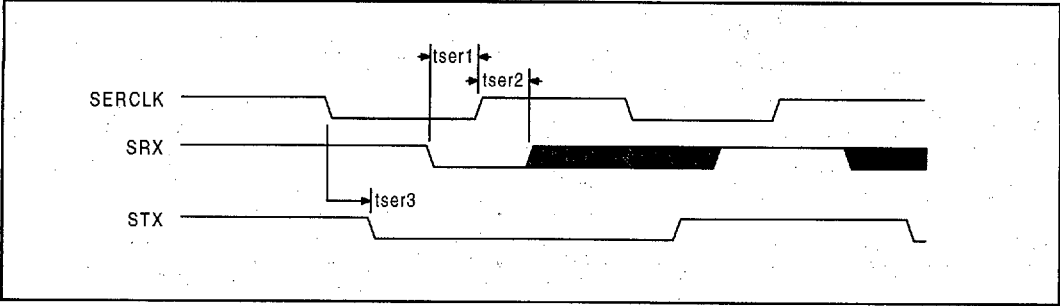 tser1
tser2
SERCLK
SRX
tser3
STX